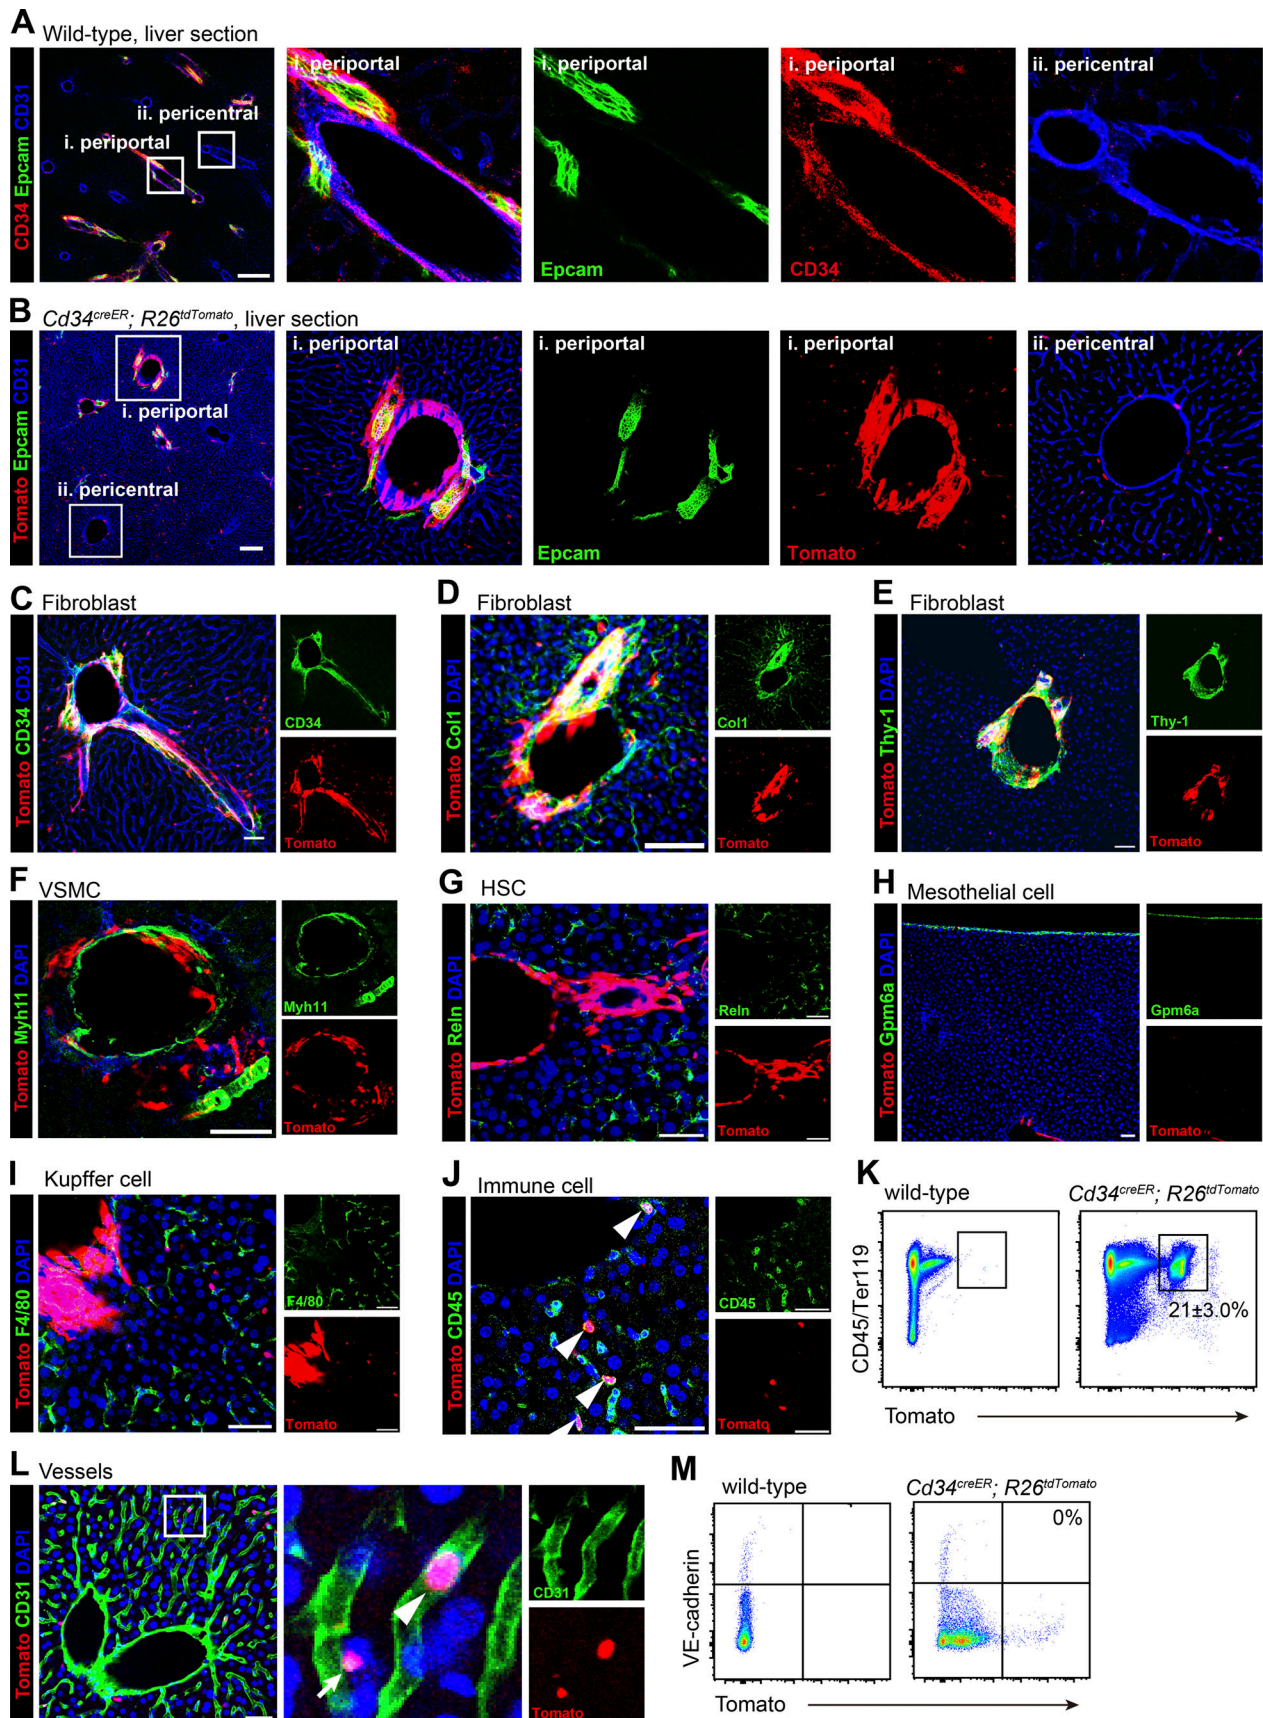 A
Wild-type, liver section
CD34 Epcam CD31
ii. pericentral
i. periportal
i. periportal
i. periportal
Epcam
i. periportal
CD34
ii. pericentral
B
Cd34creER; R26tdTomato, liver section
Tomato Epcam CD31
i. periportal
ii. pericentral
i. periportal
i. periportal
Epcam
i. periportal
Tomato
ii. pericentral
C
Fibroblast
Tomato CD34 CD31
CD34
Tomato
D
Fibroblast
Tomato Col1 DAPI
Col1
Tomato
E
Fibroblast
Tomato Thy-1 DAPI
Thy-1
Tomato
F
VSMC
Tomato Myh11 DAPI
Myh11
Tomato
G
HSC
Tomato Reln DAPI
Reln
Tomato
H
Mesothelial cell
Tomato Gpm6a DAPI
Gpm6a
Tomato
I
Kupffer cell
Tomato F4/80 DAPI
F4/80
Tomato
J
Immune cell
Tomato CD45 DAPI
CD45
Tomato
K
wild-type
Cd34creER; R26tdTomato
CD45/Ter119
21±3.0%
Tomato
L
Vessels
Tomato CD31 DAPI
CD31
Tomato
M
wild-type
Cd34creER; R26tdTomato
0%
VE-cadherin
Tomato